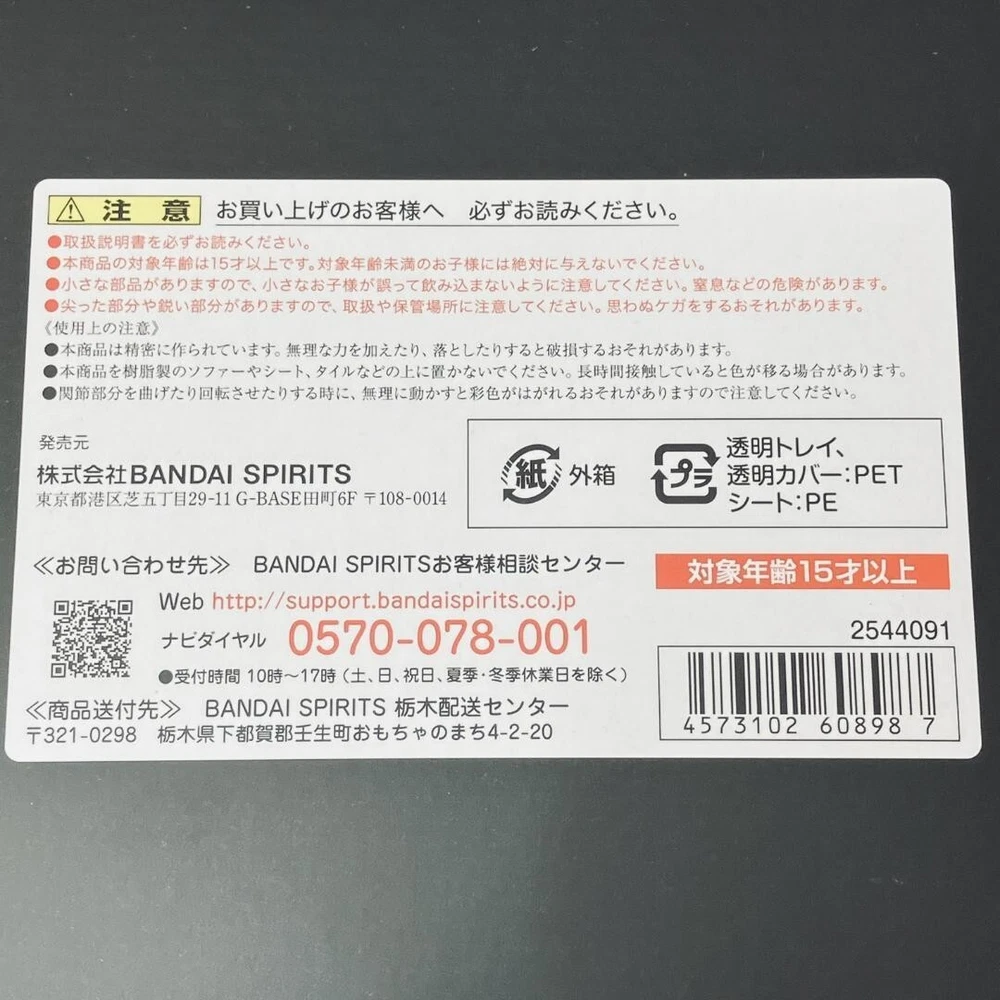 ⚠ 注意 お買い上げのお客様へ 必ずお読みください。
●取扱説明書を必ずお読みください。
●本商品の対象年齢は15才以上です。対象年齢未満のお子様には絶対に与えないでください。
●小さな部品がありますので、小さなお子様が誤って飲み込まないように注意してください。窒息などの危険があります。
●尖った部分や鋭い部分がありますので、取扱や保管場所に注意してください。思わぬケガをするおそれがあります。
《使用上の注意》
●本商品は精密に作られています。無理な力を加えたり、落としたりすると破損するおそれがあります。
●本商品を樹脂製のソファーやシート、タイルなどの上に置かないでください。長時間接触していると色が移る場合があります。
●関節部分を曲げたり回転させたりする時に、無理に動かすと彩色がはがれるおそれがありますので注意してください。
発売元
株式会社BANDAI SPIRITS
東京都港区芝五丁目29-11 G-BASE田町6F 〒108-0014
紙 外箱
プラ 透明トレイ、
透明カバー:PET
シート:PE
≪お問い合わせ先≫ BANDAI SPIRITSお客様相談センター
Web http://support.bandaispirits.co.jp
ナビダイヤル 0570-078-001
●受付時間 10時〜17時(土、日、祝日、夏季・冬季休業日を除く)
≪商品送付先≫ BANDAI SPIRITS 栃木配送センター
〒321-0298 栃木県下都賀郡壬生町おもちゃのまち4-2-20
対象年齢15才以上
2544091
4573102 60898 7